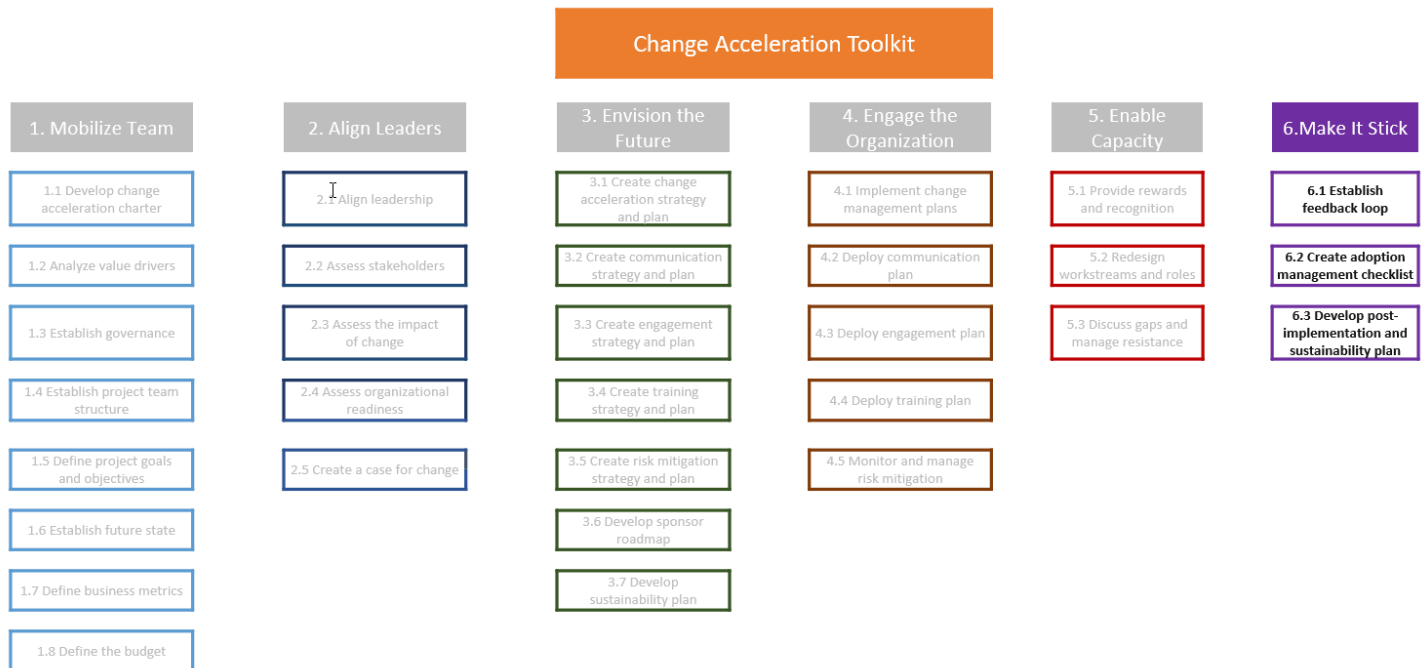 Change Acceleration Toolkit
1. Mobilize Team
1.1 Develop change
acceleration charter
1.2 Analyze value drivers
1.3 Establish governance
1.4 Establish project team
structure
1.5 Define project goals
and objectives
1.6 Establish future state
1.7 Define business metrics
1.8 Define the budget
2. Align Leaders
2.1 Align leadership
2.2 Assess stakeholders
2.3 Assess the impact
of change
2.4 Assess organizational
readiness
2.5 Create a case for change
3. Envision the
Future
3.1 Create change
acceleration strategy
and plan
3.2 Create communication
strategy and plan
3.3 Create engagement
strategy and plan
3.4 Create training
strategy and plan
3.5 Create risk mitigation
strategy and plan
3.6 Develop sponsor
roadmap
3.7 Develop
sustainability plan
4. Engage the
Organization
4.1 Implement change
management plans
4.2 Deploy communication
plan
4.3 Deploy engagement plan
4.4 Deploy training plan
4.5 Monitor and manage
risk mitigation
5. Enable
Capacity
5.1 Provide rewards
and recognition
5.2 Redesign
workstreams and roles
5.3 Discuss gaps and
manage resistance
6.Make It Stick
6.1 Establish
feedback loop
6.2 Create adoption
management checklist
6.3 Develop post-
implementation and
sustainability plan